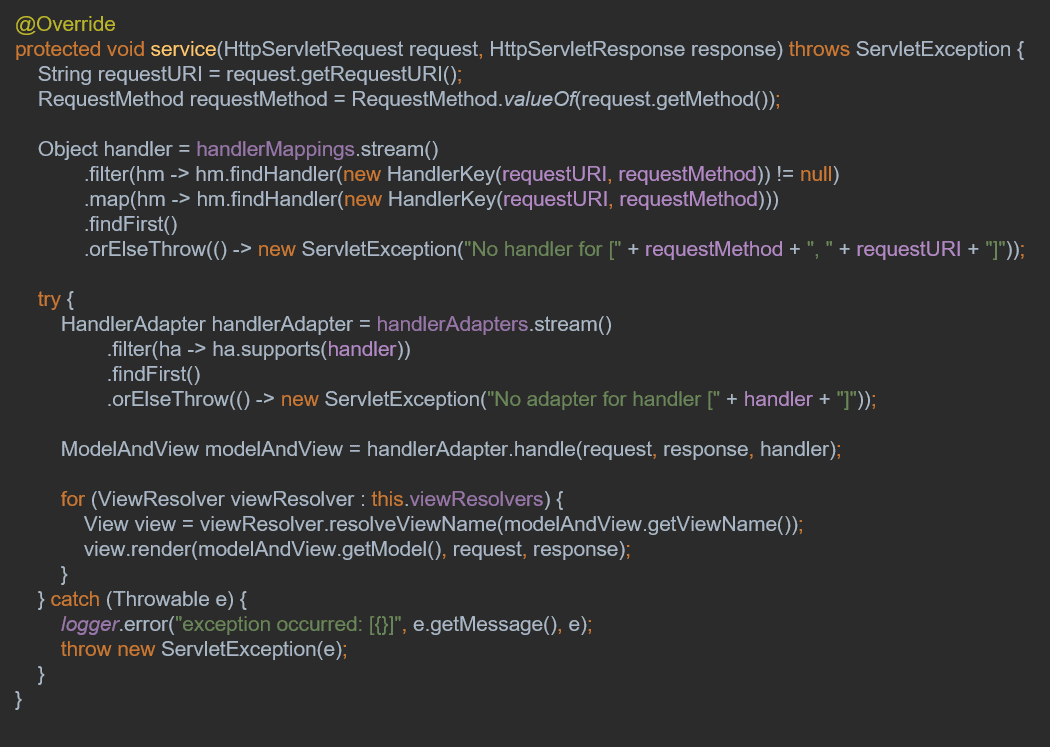 @Override
protected void service(HttpServletRequest request, HttpServletResponse response) throws ServletException {
String requestURI = request.getRequestURI();
RequestMethod requestMethod = RequestMethod.valueOf(request.getMethod());
Object handler = handlerMappings.stream()
.filter(hm -> hm.findHandler(new HandlerKey(requestURI, requestMethod)) != null)
.map(hm -> hm.findHandler(new HandlerKey(requestURI, requestMethod)))
.findFirst()
.orElseThrow(() -> new ServletException("No handler for [" + requestMethod + ", " + requestURI + "]"));
try {
HandlerAdapter handlerAdapter = handlerAdapters.stream()
.filter(ha -> ha.supports(handler))
.findFirst()
.orElseThrow(() -> new ServletException("No adapter for handler [" + handler + "]"));
ModelAndView modelAndView = handlerAdapter.handle(request, response, handler);
for (ViewResolver viewResolver : this.viewResolvers) {
View view = viewResolver.resolveViewName(modelAndView.getViewName());
view.render(modelAndView.getModel(), request, response);
}
} catch (Throwable e) {
logger.error("exception occurred: [{}]", e.getMessage(), e);
throw new ServletException(e);
}
}